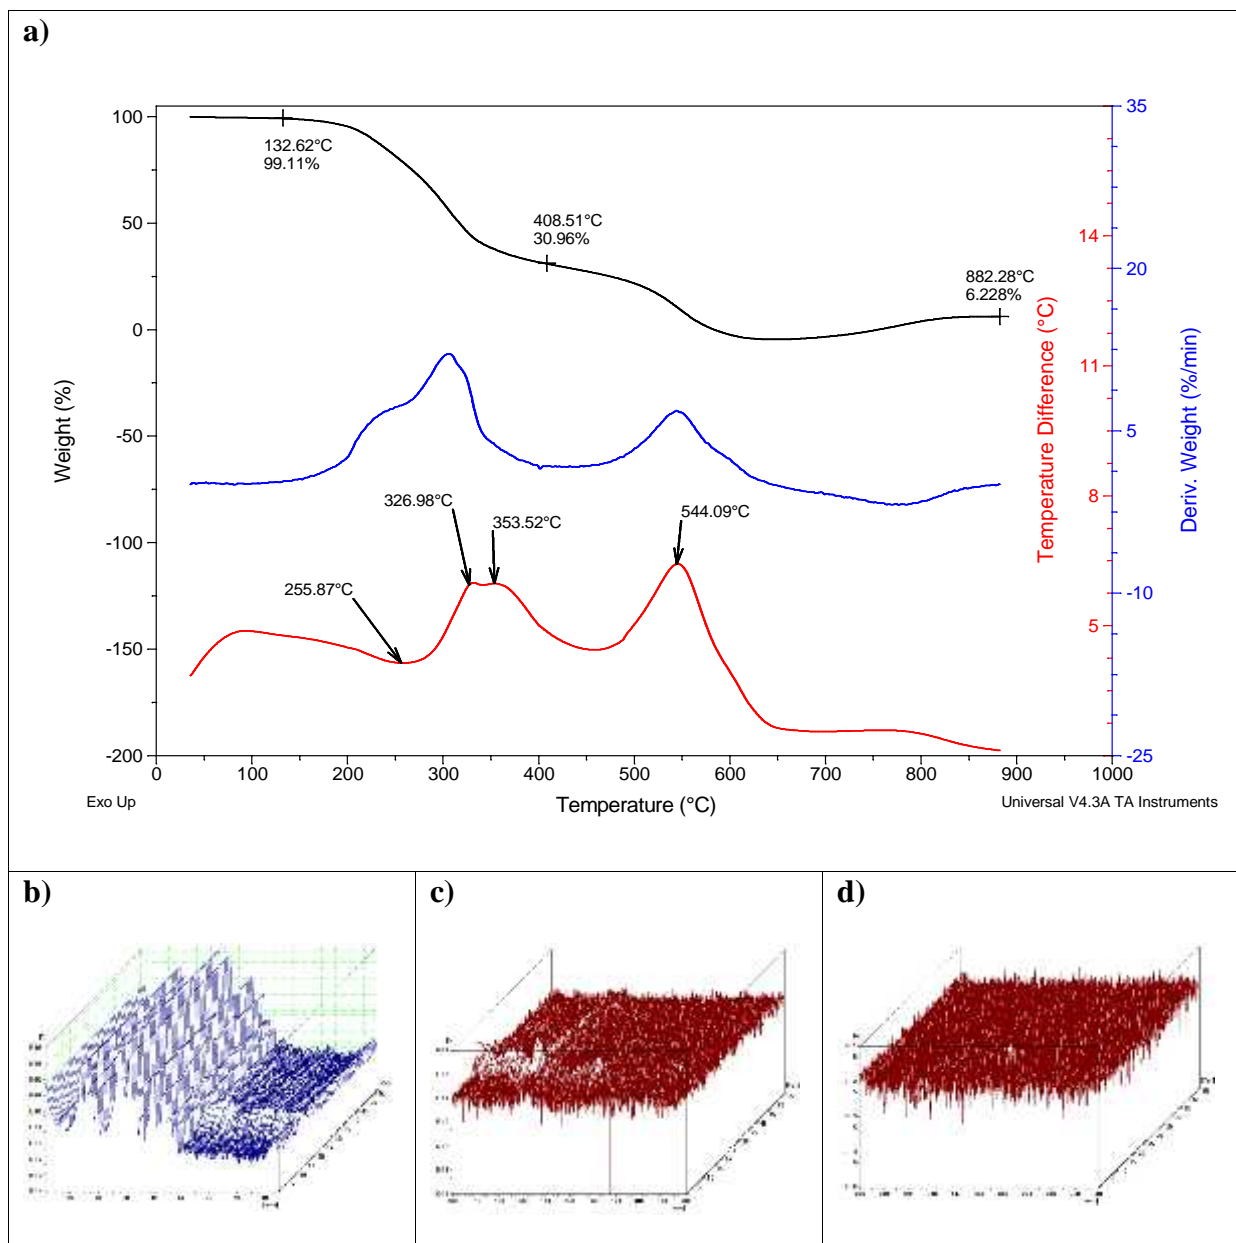 a)
100
50
0
-50
-100
-150
-200
Weight (%)
132.62°C
99.11%
408.51°C
30.96%
882.28°C
6.228%
326.98°C
353.52°C
544.09°C
255.87°C
14
11
8
5
Temperature Difference (°C)
35
20
5
-10
-25
Deriv. Weight (%/min)
0 100 200 300 400 500 600 700 800 900 1000
Exo Up
Temperature (°C)
Universal V4.3A TA Instruments
b)
c)
d)